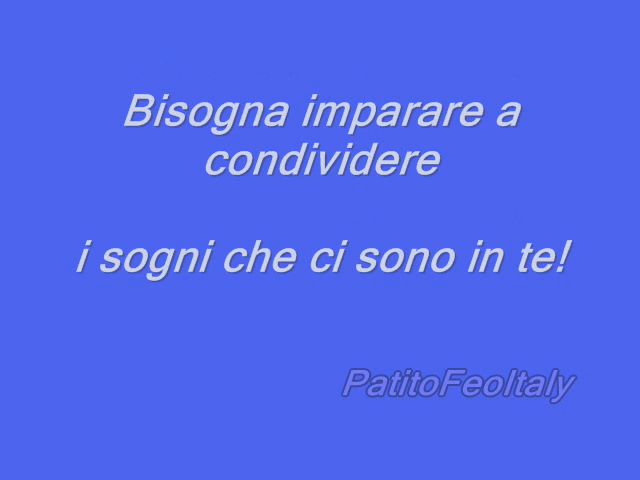 Bisogna imparare a
condividere
i sogni che ci sono in te!
PatitoFeoItaly